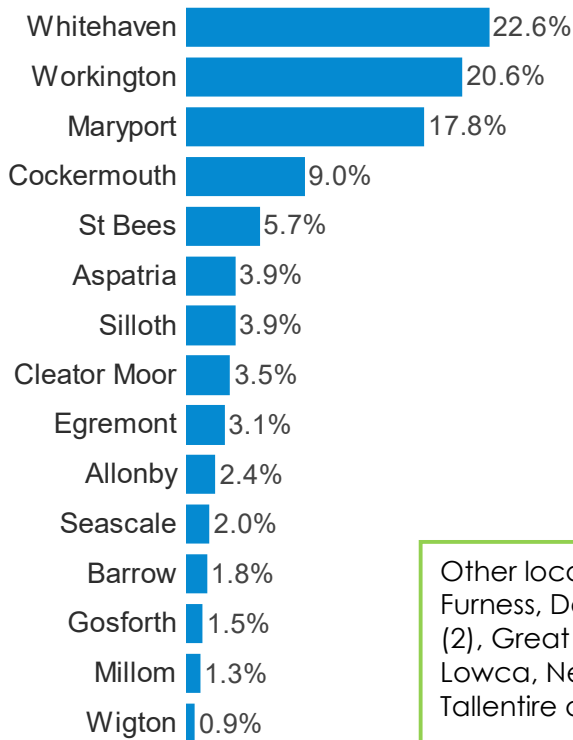 Whitehaven 22.6%
Workington 20.6%
Maryport 17.8%
Cockermouth 9.0%
St Bees 5.7%
Aspatria 3.9%
Silloth 3.9%
Cleator Moor 3.5%
Egremont 3.1%
Allonby 2.4%
Seascale 2.0%
Barrow 1.8%
Gosforth 1.5%
Millom 1.3%
Wigton 0.9%
Other
Furness,
(2), Great
Lowca,
Tallentire